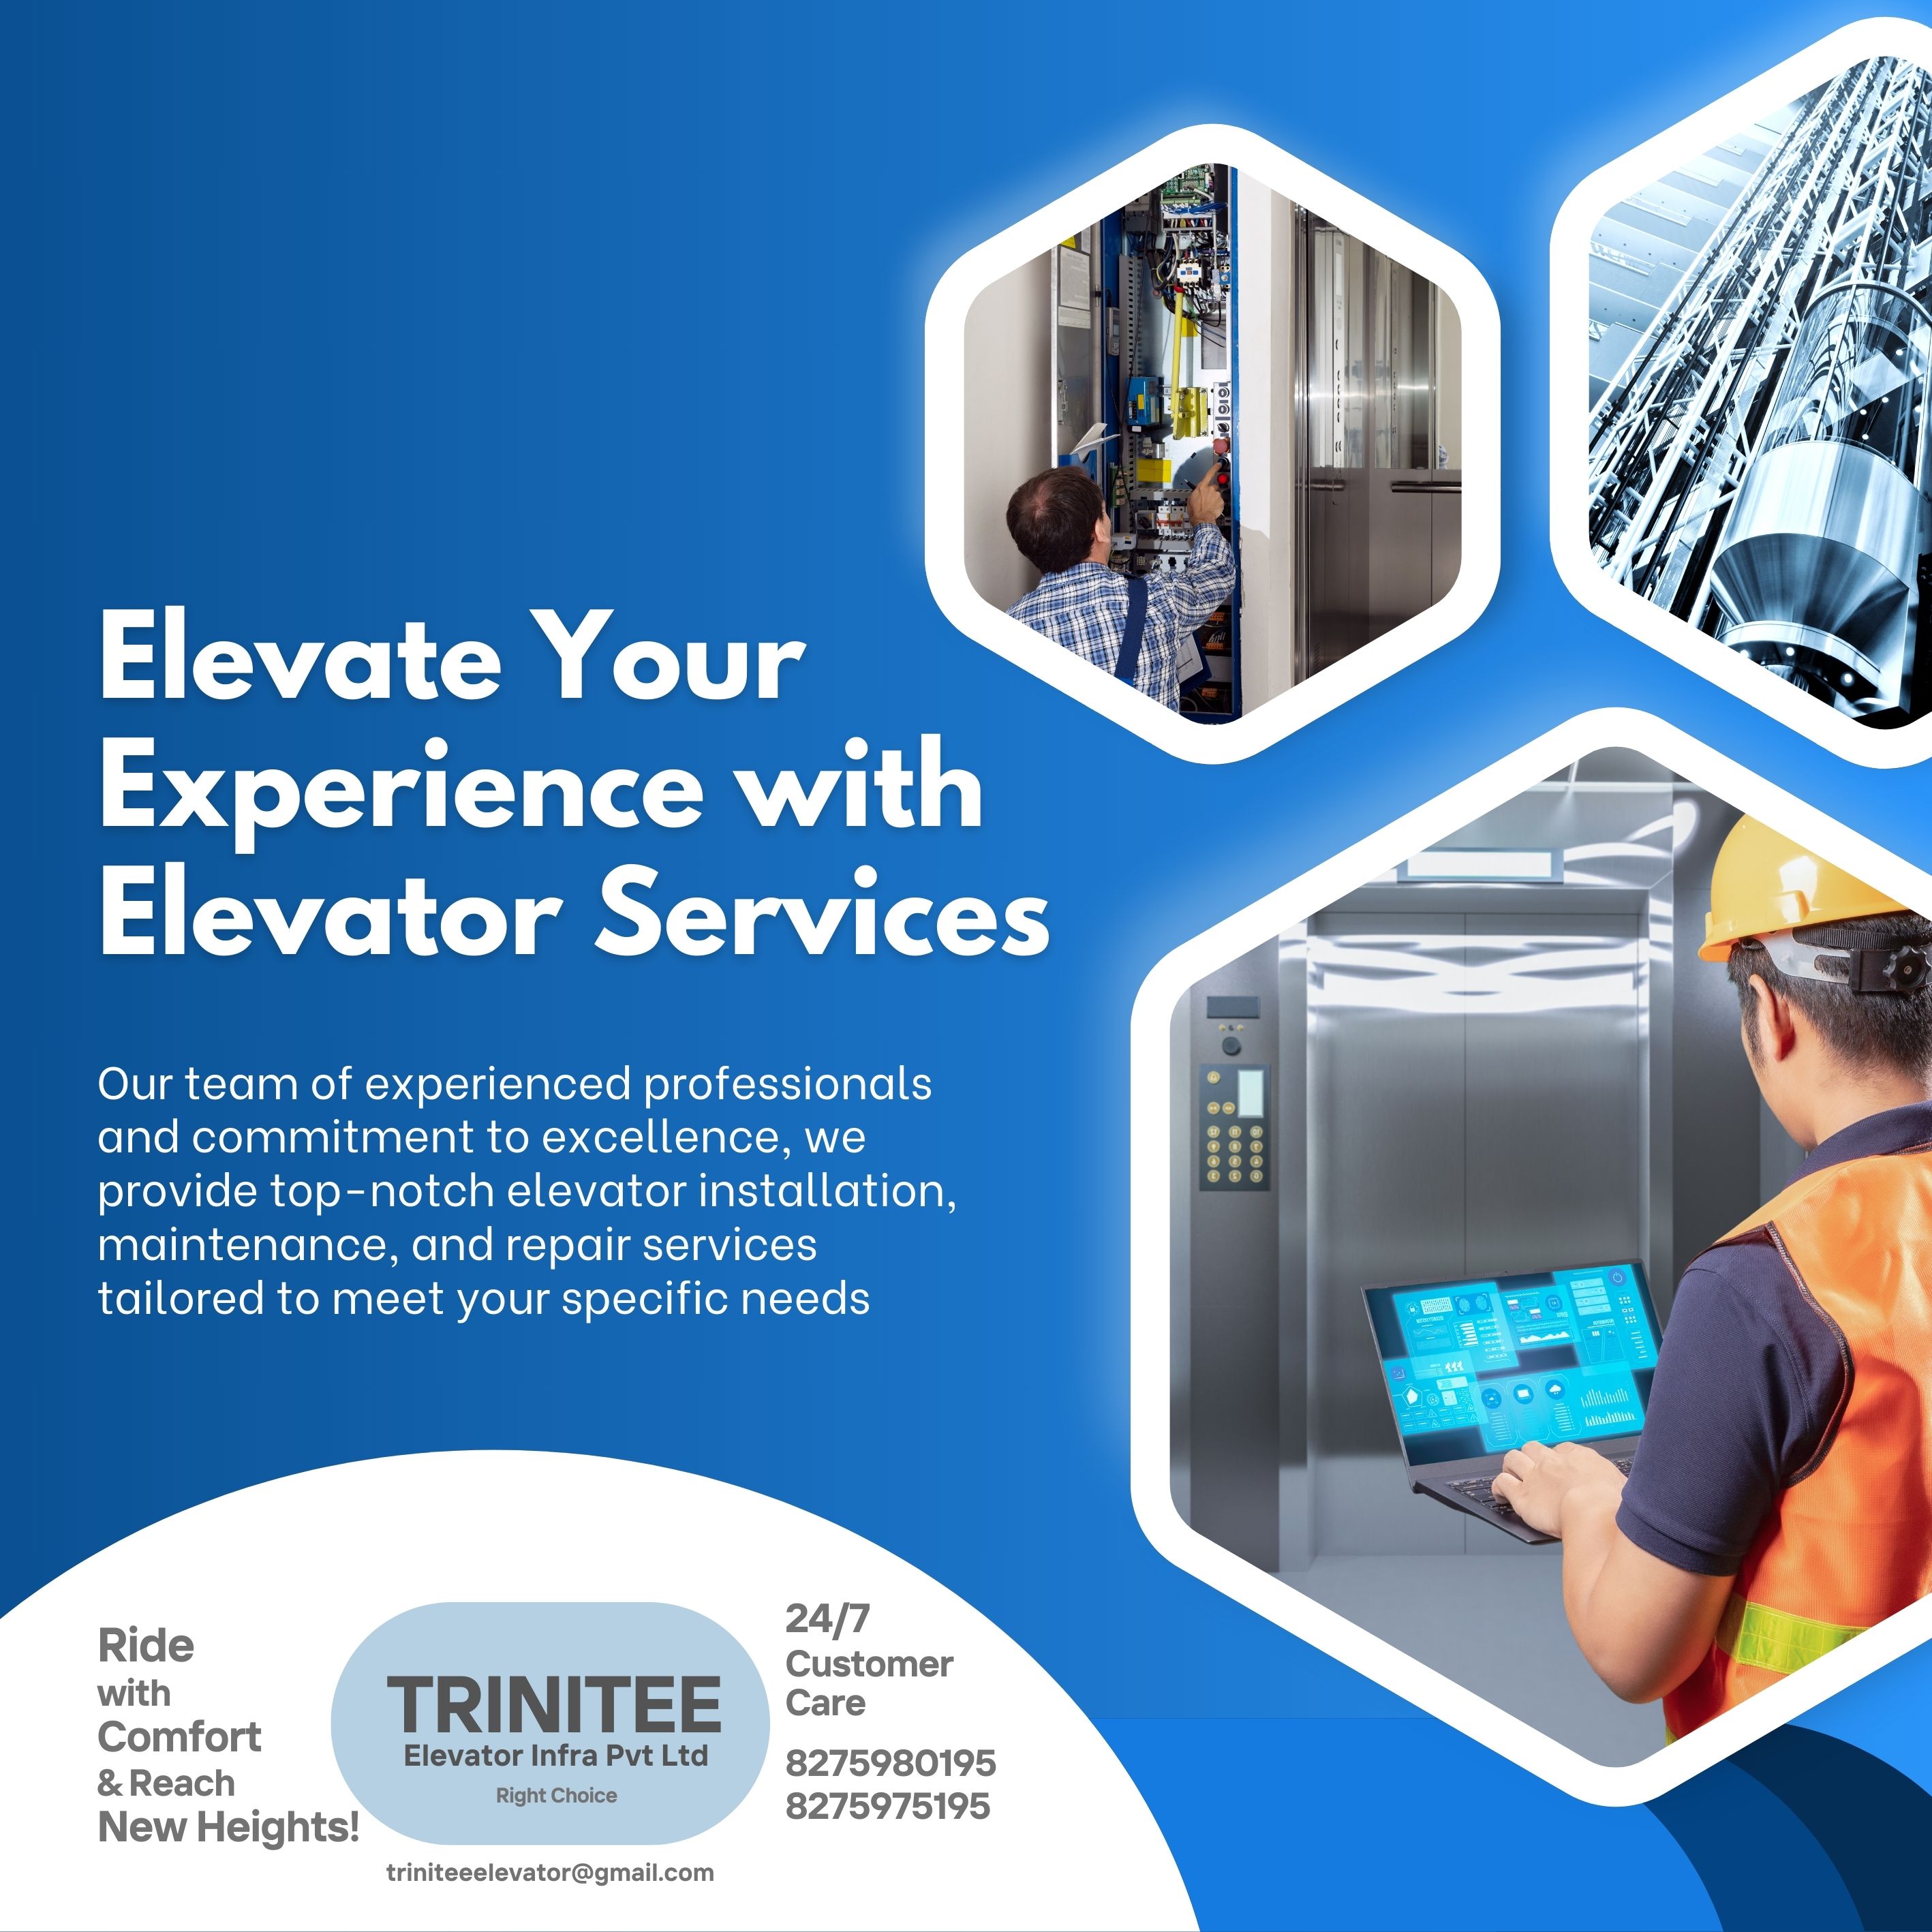 Elevate Your
Experience with
Elevator Services
Our team of experienced professionals
and commitment to excellence, we
provide top-notch elevator installation,
maintenance, and repair services
tailored to meet your specific needs
Ride
with
Comfort
& Reach
New Heights!
TRINITEE
Elevator Infra Pvt Ltd
Right Choice
triniteeelevator@gmail.com
24/7
Customer
Care
8275980195
8275975195